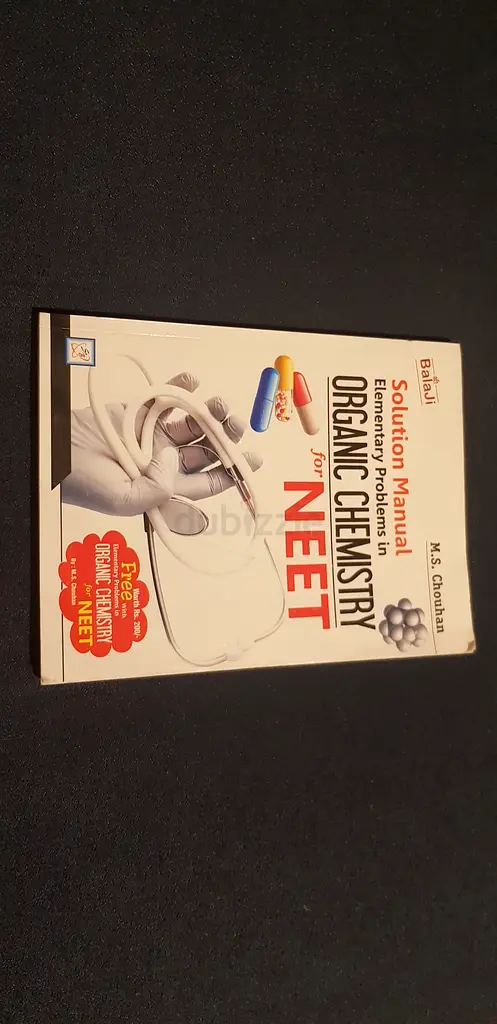 M.S. Chouhan
श्री
BalaJi
Solution Manual
Elementary Problems in
ORGANIC CHEMISTRY
for NEET
Worth Rs. 200/-
Free With
Elementary Problems in
ORGANIC CHEMISTRY
for NEET
By : M.S. Chouhan
dubizzle